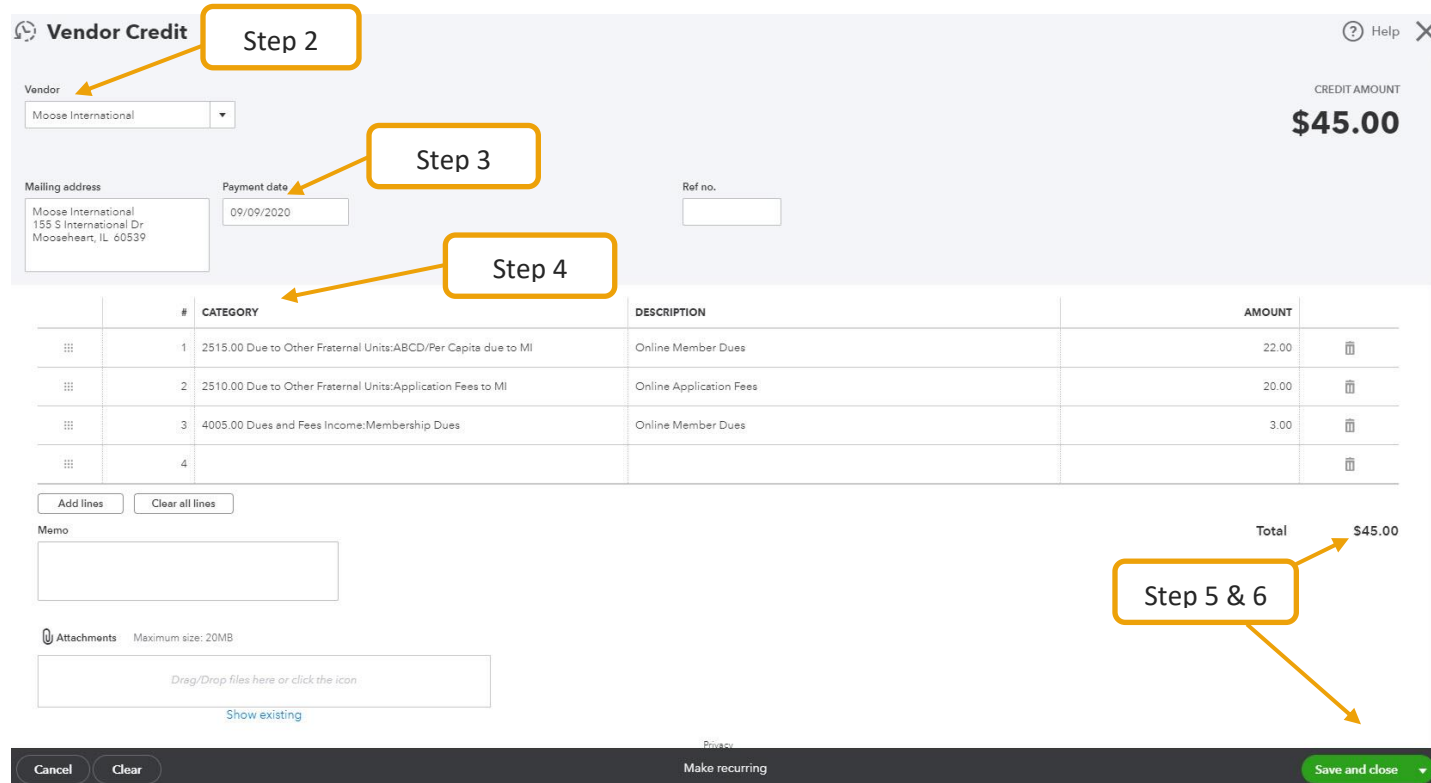 Vendor Credit
Step 2
Help
Vendor
CREDIT AMOUNT
Moose International
$45.00
Step 3
Mailing address
Payment date
Ref no.
Moose International
155 S International Dr
Mooseheart, IL 60539
09/09/2020
Step 4
# CATEGORY DESCRIPTION AMOUNT
1 2515.00 Due to Other Fraternal Units:ABCD/Per Capita due to MI Online Member Dues 22.00
2 2510.00 Due to Other Fraternal Units:Application Fees to MI Online Application Fees 20.00
3 4005.00 Dues and Fees Income:Membership Dues Online Member Dues 3.00
4
Add lines Clear all lines
Memo
Total $45.00
Step 5 & 6
Attachments Maximum size: 20MB
Drag/Drop files here or click the icon
Show existing
Privacy
Cancel Clear Make recurring Save and close